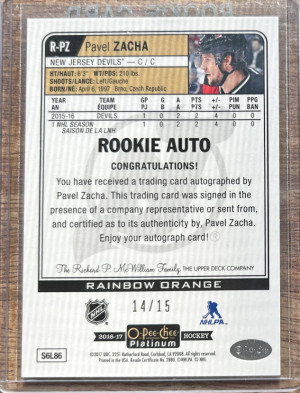 R-PZ Pavel ZACHA
NEW JERSEY DEVILS™ — C / C
HT/HAUT: 6'3" WT/PDS: 210 lbs.
SHOOTS/LANCE: Left/Gauche
BORN/NÉ: April 6, 1997 Brno, Czech Republic
YEAR TEAM GP G A PTS +/- PIM PPG
AN ÉQUIPE PJ B A PTS +/- PUN BAN
2015-16 DEVILS 1 0 2 2 4 0 0
1 NHL SEASON 1 0 2 2 4 0 0
SAISON DE LA LNH
ROOKIE AUTO
CONGRATULATIONS!
You have received a trading card autographed by
Pavel Zacha. This trading card was signed in the
presence of a company representative or sent from,
and certified as to its authenticity by, Pavel Zacha.
Enjoy your autograph card!
The Richard P. McWilliam Family, THE UPPER DECK COMPANY
RAINBOW ORANGE
14/15
NHL
O-Pee-Chee
2016-17 HOCKEY
Platinum
NHLPA
S6L86